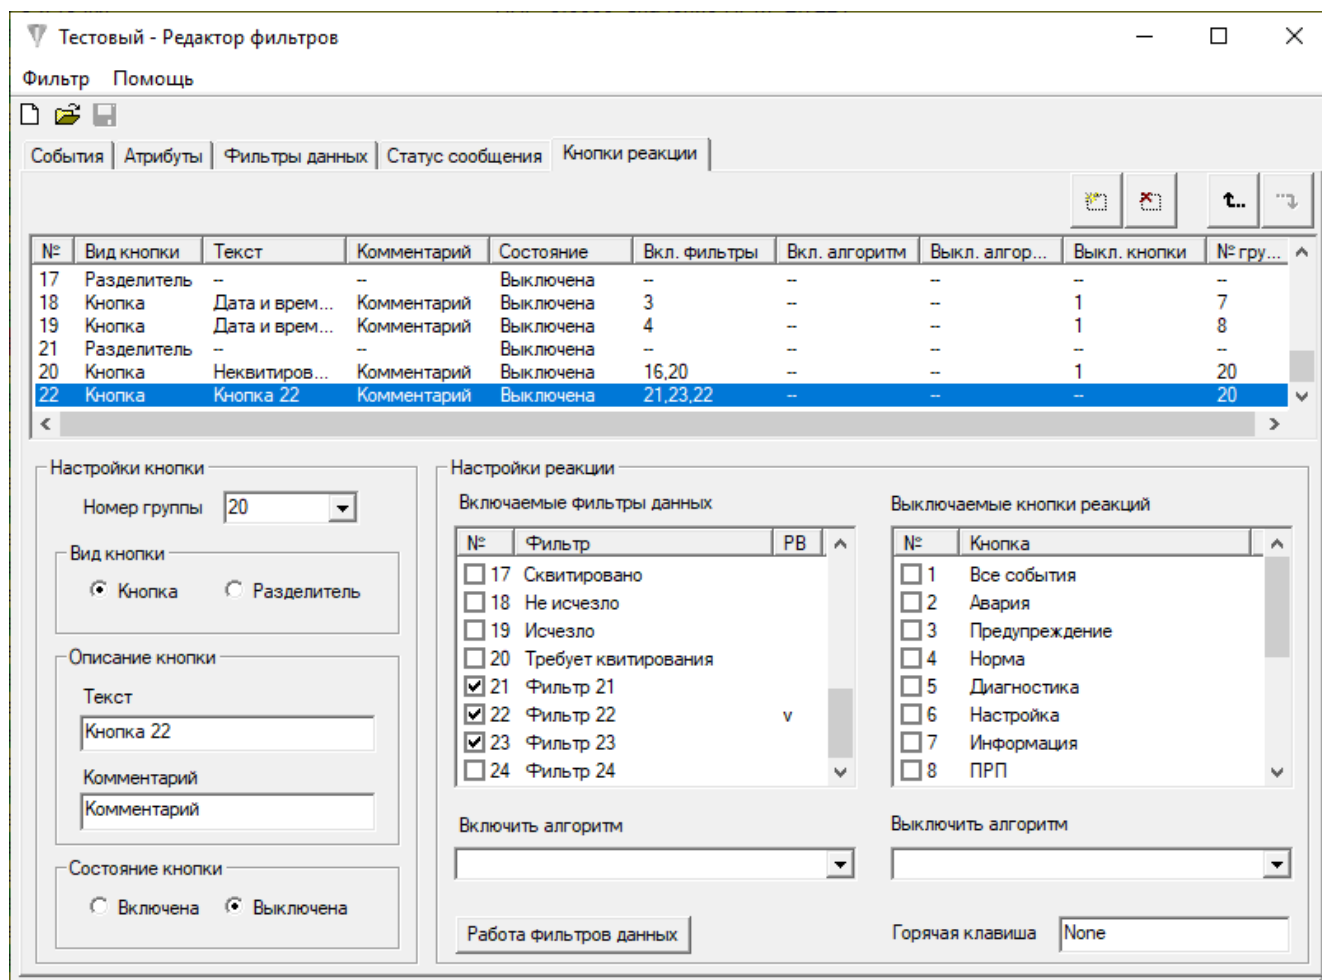 Тестовый - Редактор фильтров
Фильтр Помощь
События Атрибуты Фильтры данных Статус сообщения Кнопки реакции
№ Вид кнопки Текст Комментарий Состояние Вкл. фильтры Вкл. алгоритм Выкл. алгор... Выкл. кнопки № гру...
17 Разделитель -- -- Выключена -- -- -- -- --
18 Кнопка Дата и врем... Комментарий Выключена 3 -- -- 1 7
19 Кнопка Дата и врем... Комментарий Выключена 4 -- -- 1 8
21 Разделитель -- -- Выключена -- -- -- -- --
20 Кнопка Неквитиров... Комментарий Выключена 16,20 -- -- 1 20
22 Кнопка Кнопка 22 Комментарий Выключена 21,23,22 -- -- -- 20
Настройки кнопки
Номер группы 20
Вид кнопки
Кнопка Разделитель
Описание кнопки
Текст
Кнопка 22
Комментарий
Комментарий
Состояние кнопки
Включена Выключена
Настройки реакции
Включаемые фильтры данных
№ Фильтр РВ
17 Сквитировано
18 Не исчезло
19 Исчезло
20 Требует квитирования
21 Фильтр 21
22 Фильтр 22 v
23 Фильтр 23
24 Фильтр 24
Включить алгоритм
Работа фильтров данных
Выключаемые кнопки реакций
№ Кнопка
1 Все события
2 Авария
3 Предупреждение
4 Норма
5 Диагностика
6 Настройка
7 Информация
8 ПРП
Выключить алгоритм
Горячая клавиша None